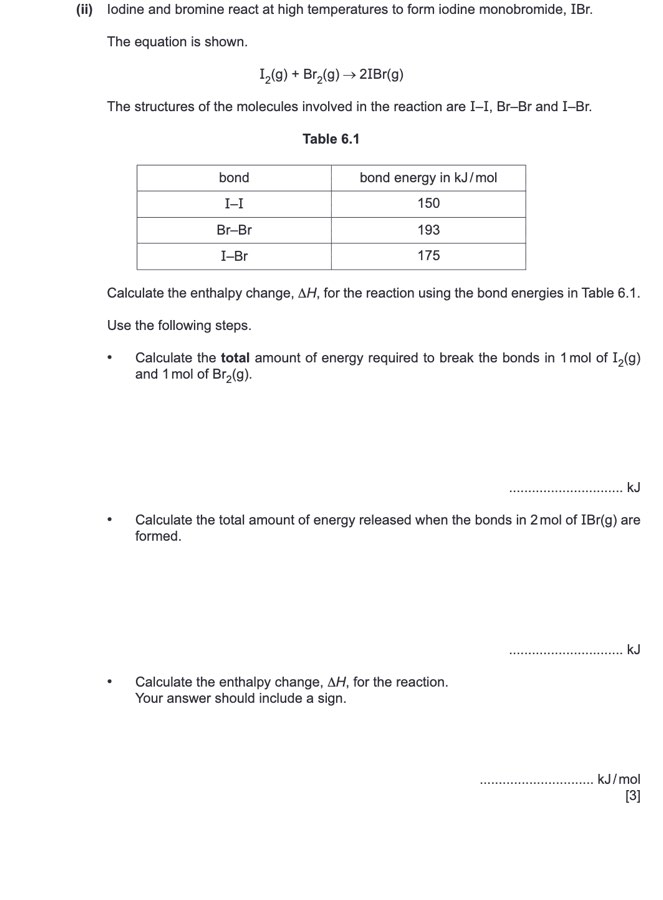 (ii) Iodine and bromine react at high temperatures to form iodine monobromide, IBr.
The equation is shown.
I₂(g) + Br₂(g) → 2IBr(g)
The structures of the molecules involved in the reaction are I–I, Br–Br and I–Br.
Table 6.1
bond bond energy in kJ/mol
I–I 150
Br–Br 193
I–Br 175
Calculate the enthalpy change, ΔH, for the reaction using the bond energies in Table 6.1.
Use the following steps.
• Calculate the total amount of energy required to break the bonds in 1 mol of I₂(g)
and 1 mol of Br₂(g).
.............................. kJ
• Calculate the total amount of energy released when the bonds in 2 mol of IBr(g) are
formed.
.............................. kJ
• Calculate the enthalpy change, ΔH, for the reaction.
Your answer should include a sign.
.............................. kJ/mol
[3]